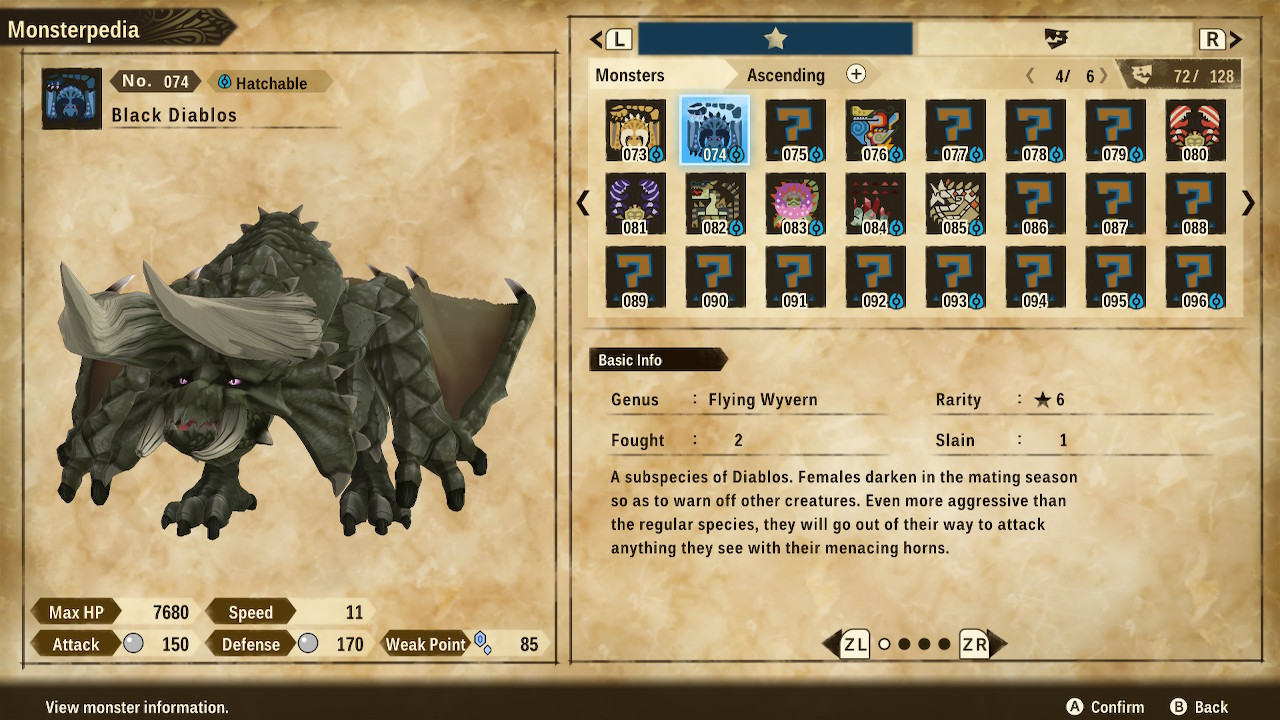 Monsterpedia
No. 074 Hatchable
Black Diablos
Max HP 7680 Speed 11
Attack 150 Defense 170 Weak Point 85
L R
Monsters Ascending + 4/ 6 72/ 128
073 074 075 076 077 078 079 080
081 082 083 084 085 086 087 088
089 090 091 092 093 094 095 096
Basic Info
Genus : Flying Wyvern Rarity : ★ 6
Fought : 2 Slain : 1
A subspecies of Diablos. Females darken in the mating season
so as to warn off other creatures. Even more aggressive than
the regular species, they will go out of their way to attack
anything they see with their menacing horns.
ZL ZR
View monster information. A Confirm B Back